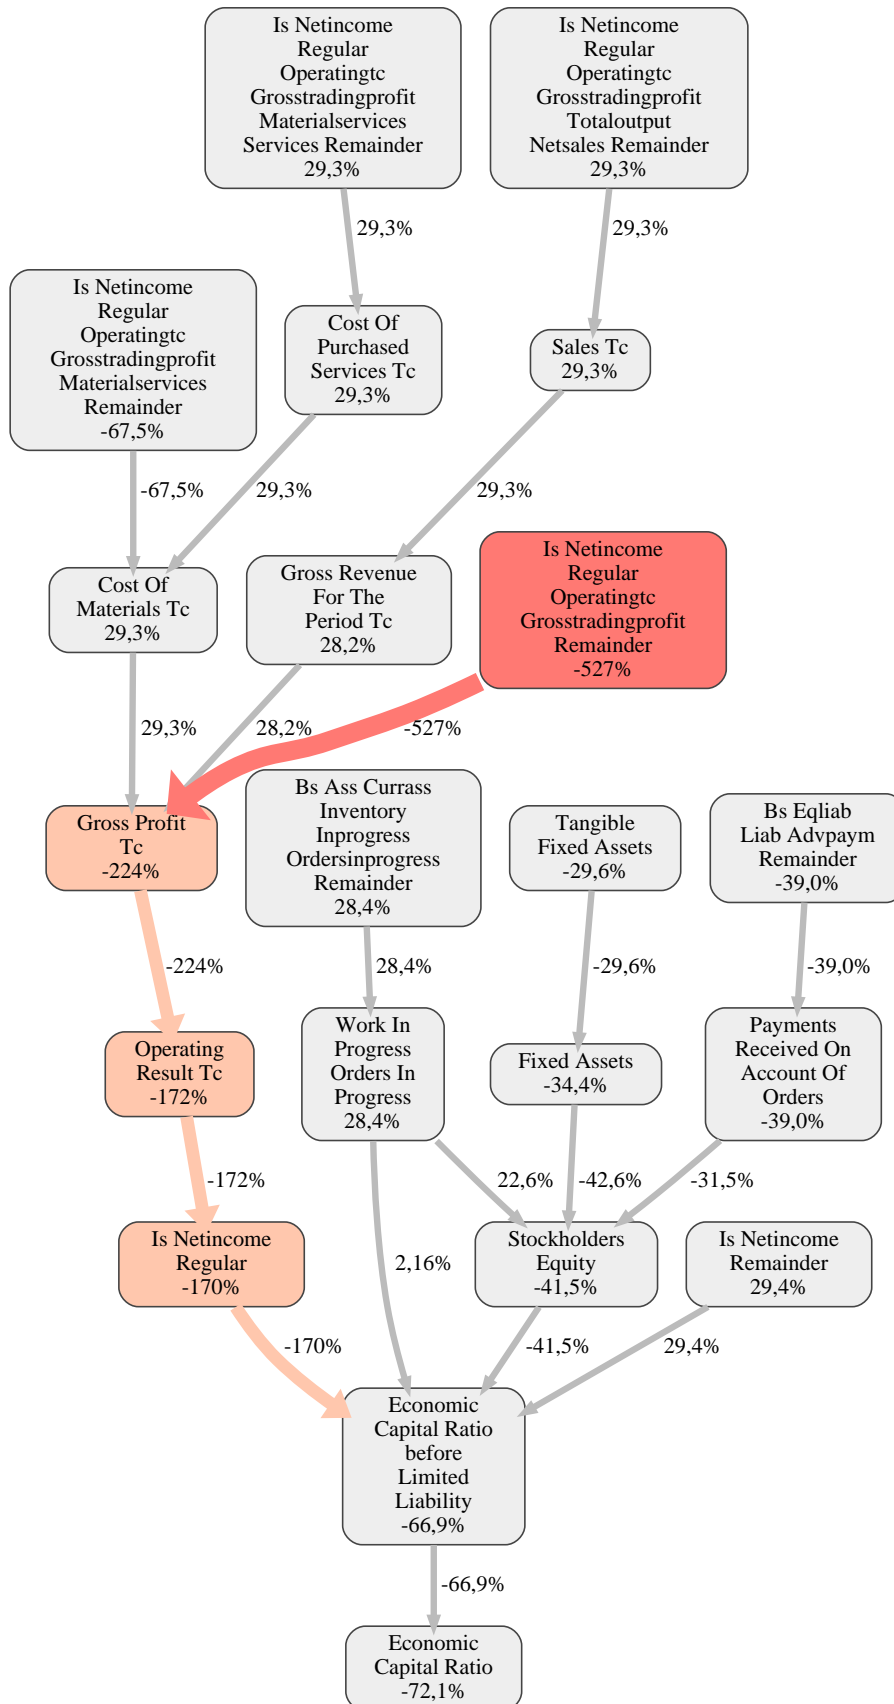 Is Netincome
Regular
Operatingtc
Grosstradingprofit
Materialservices
Services Remainder
29,3%
Is Netincome
Regular
Operatingtc
Grosstradingprofit
Totaloutput
Netsales Remainder
29,3%
29,3%
29,3%
Is Netincome
Regular
Operatingtc
Grosstradingprofit
Materialservices
Remainder
-67,5%
Cost Of
Purchased
Services Tc
29,3%
Sales Tc
29,3%
-67,5%
29,3%
29,3%
Cost Of
Materials Tc
29,3%
Gross Revenue
For The
Period Tc
28,2%
Is Netincome
Regular
Operatingtc
Grosstradingprofit
Remainder
-527%
29,3%
28,2%
-527%
Gross Profit
Tc
-224%
Bs Ass Currass
Inventory
Inprogress
Ordersinprogress
Remainder
28,4%
Tangible
Fixed Assets
-29,6%
Bs Eqliab
Liab Advpaym
Remainder
-39,0%
-224%
28,4%
-29,6%
-39,0%
Operating
Result Tc
-172%
Work In
Progress
Orders In
Progress
28,4%
Fixed Assets
-34,4%
Payments
Received On
Account Of
Orders
-39,0%
-172%
22,6%
-42,6%
-31,5%
Is Netincome
Regular
-170%
2,16%
Stockholders
Equity
-41,5%
Is Netincome
Remainder
29,4%
-170%
-41,5%
29,4%
Economic
Capital Ratio
before
Limited
Liability
-66,9%
-66,9%
Economic
Capital Ratio
-72,1%